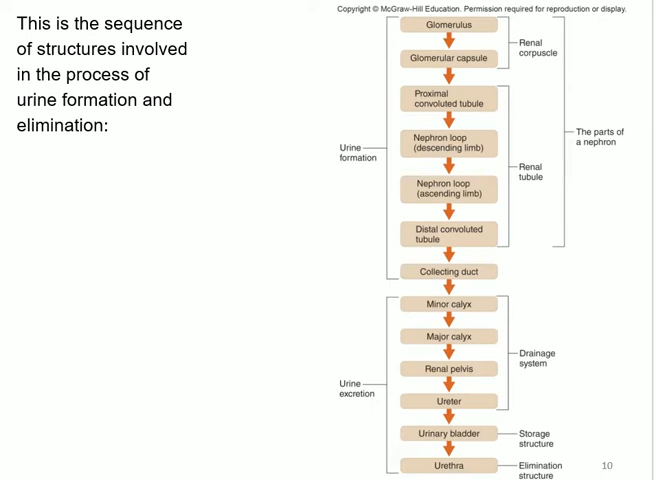 This is the sequence
of structures involved
in the process of
urine formation and
elimination:
Copyright © McGraw-Hill Education. Permission required for reproduction or display.
Glomerulus
Renal
corpuscle
Glomerular capsule
Proximal
convoluted tubule
The parts of
a nephron
Nephron loop
(descending limb)
Urine
formation
Renal
tubule
Nephron loop
(ascending limb)
Distal convoluted
tubule
Collecting duct
Minor calyx
Major calyx
Drainage
system
Renal pelvis
Urine
excretion
Ureter
Urinary bladder
Storage
structure
Urethra
Elimination
structure
10